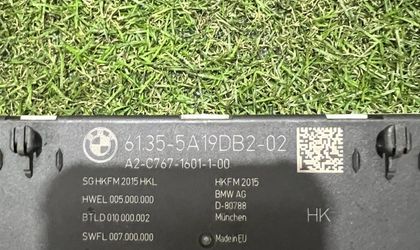 BMW
61.35-5A19DB2-02
A2-C767-1601-1-00
SG HKFM 2015 HKL
HWEL 005.000.000
BTLD 010.000.002
SWFL 007.000.000
HKFM 2015
BMW AG
D-80788
München
Made in EU
HK